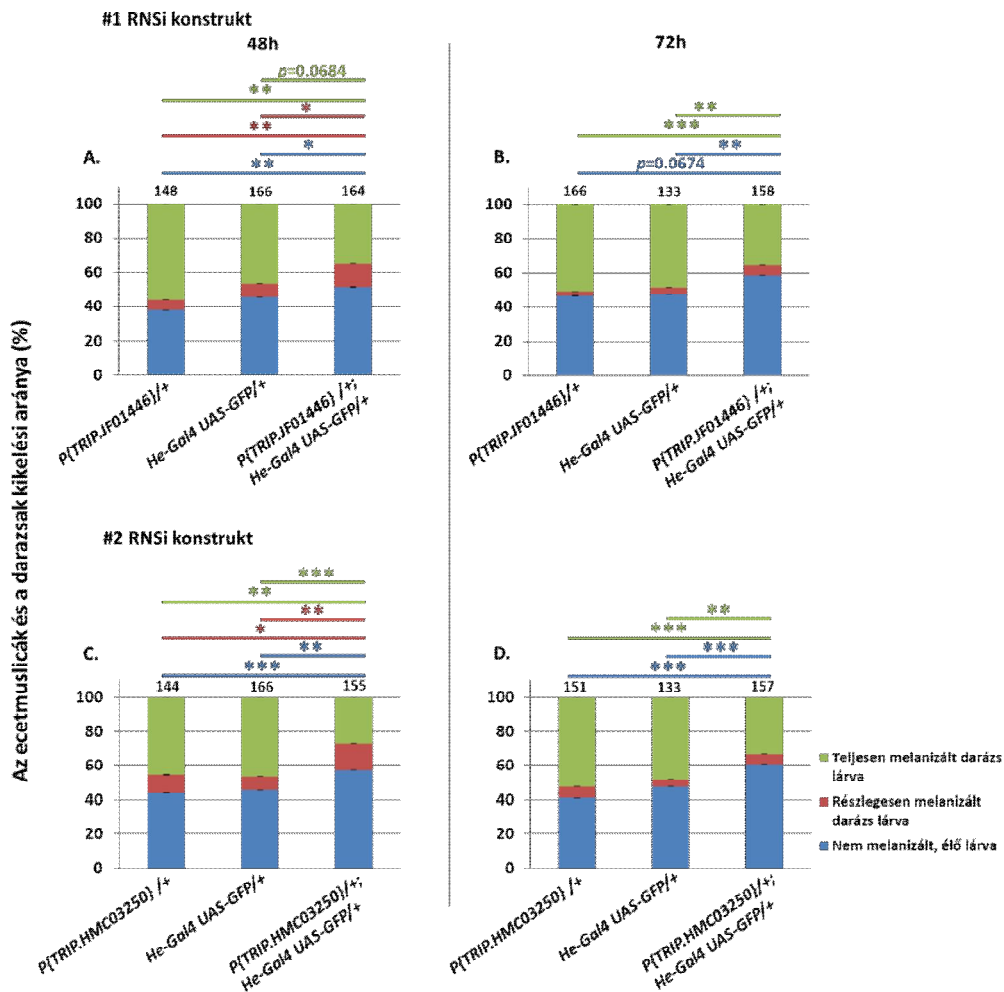 #1 RNSi konstrukt
48h
72h
p=0.0684
**
*
**
*
**
A.
148 166 164
100
80
60
40
20
0
P{TRIP.JF01446}/+
He-Gal4 UAS-GFP/+
P{TRIP.JF01446} /+;
He-Gal4 UAS-GFP/+
**
***
**
p=0.0674
B.
166 133 158
100
80
60
40
20
0
P{TRIP.JF01446}/+
He-Gal4 UAS-GFP/+
P{TRIP.JF01446} /+;
He-Gal4 UAS-GFP/+
Az ecetmuslicák és a darazsak kikelési aránya (%)
#2 RNSi konstrukt
***
**
**
*
**
***
C.
144 166 155
100
80
60
40
20
0
P{TRIP.HMC03250} /+
He-Gal4 UAS-GFP/+
P{TRIP.HMC03250}/+;
He-Gal4 UAS-GFP/+
**
***
***
***
D.
151 133 157
100
80
60
40
20
0
P{TRIP.HMC03250} /+
He-Gal4 UAS-GFP/+
P{TRIP.HMC03250}/+;
He-Gal4 UAS-GFP/+
Teljesen melanizált darázs
lárva
Részlegesen melanizált
darázs lárva
Nem melanizált, élő lárva